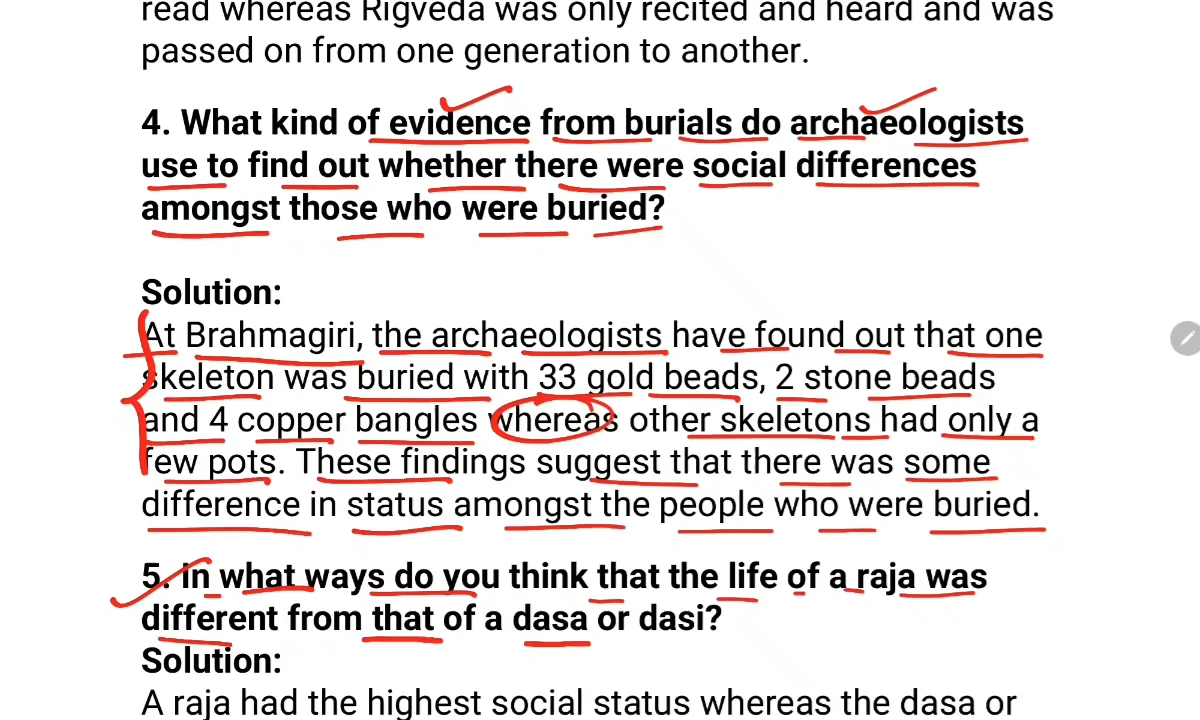 read whereas Rigveda was only recited and heard and was
passed on from one generation to another.
4. What kind of evidence from burials do archaeologists
use to find out whether there were social differences
amongst those who were buried?
Solution:
At Brahmagiri, the archaeologists have found out that one
skeleton was buried with 33 gold beads, 2 stone beads
and 4 copper bangles whereas other skeletons had only a
few pots. These findings suggest that there was some
difference in status amongst the people who were buried.
5. In what ways do you think that the life of a raja was
different from that of a dasa or dasi?
Solution:
A raja had the highest social status whereas the dasa or